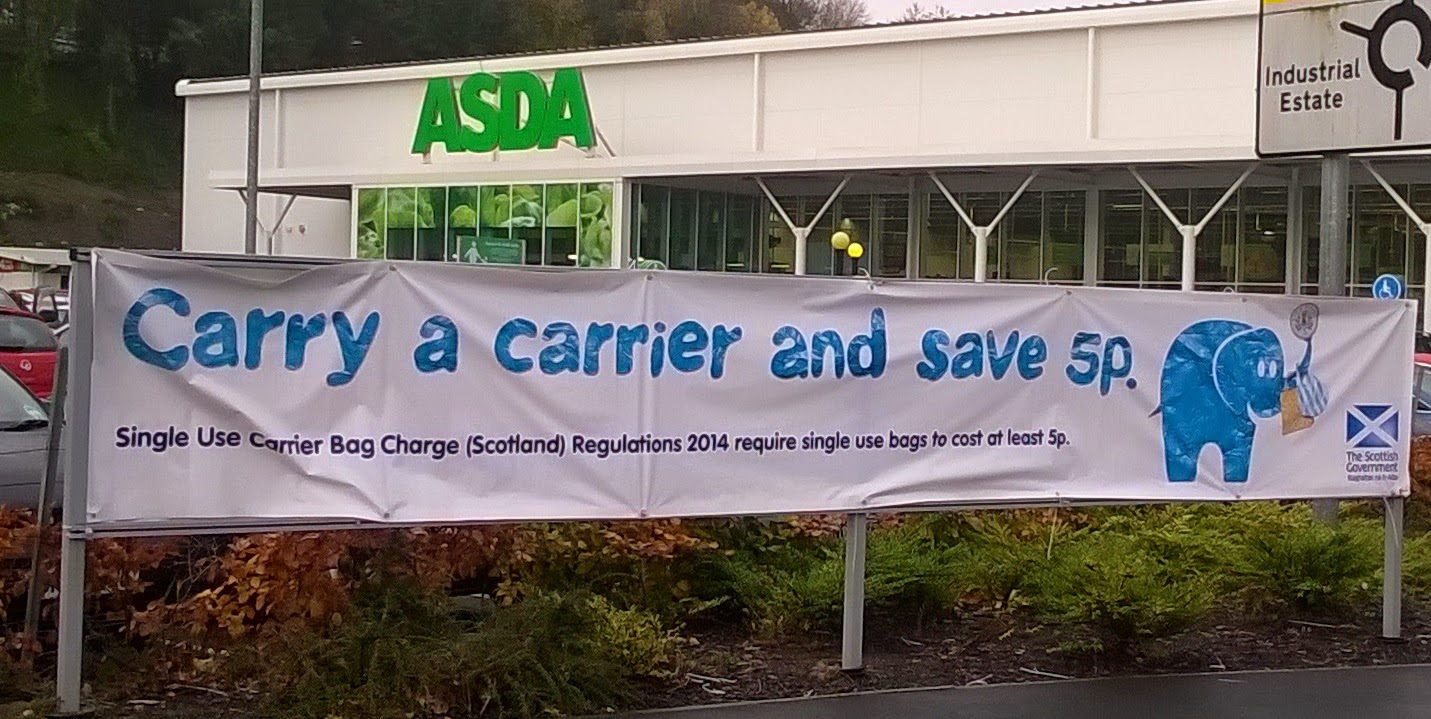 ASDA
Industrial
Estate
Carry a carrier and save 5p.
Single Use Carrier Bag Charge (Scotland) Regulations 2014 require single use bags to cost at least 5p.
The Scottish
Government